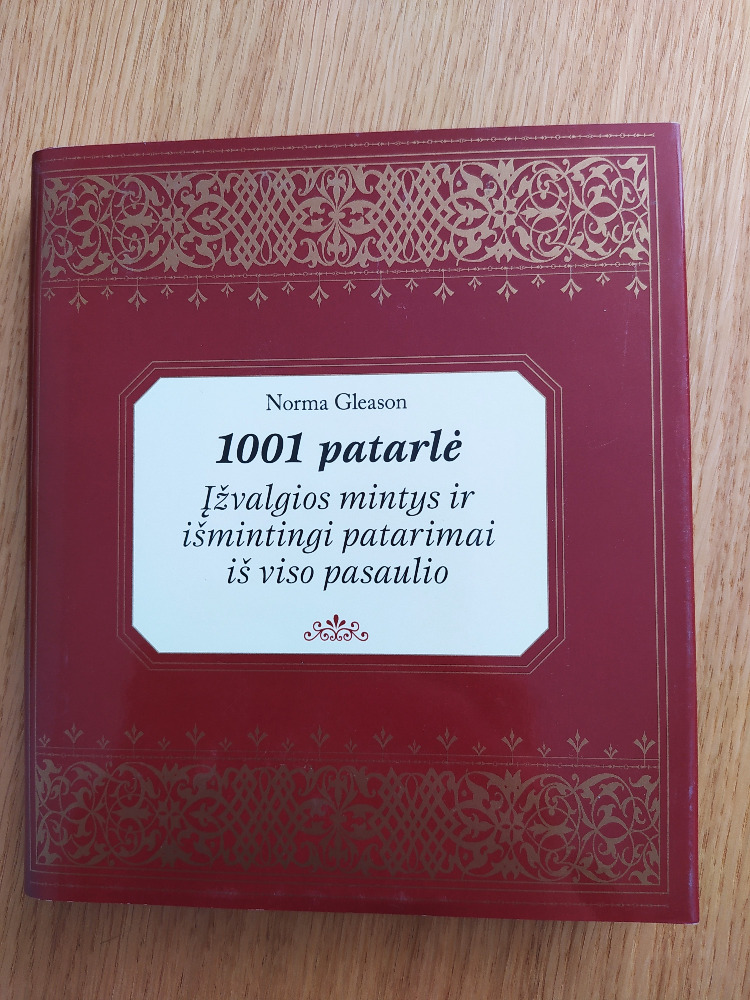 Norma Gleason
1001 patarlė
Įžvalgios mintys ir
išmintingi patarimai
iš viso pasaulio